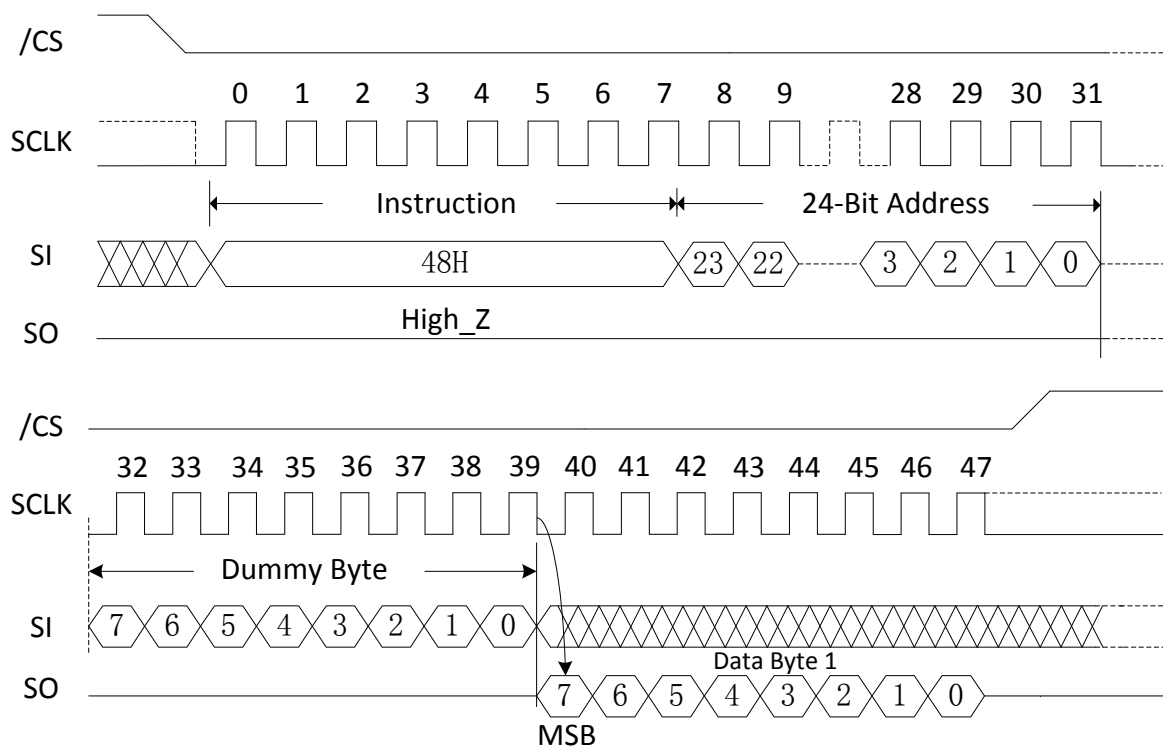 /CS
0 1 2 3 4 5 6 7 8 9 28 29 30 31
SCLK
Instruction 24-Bit Address
SI 48H 23 22 3 2 1 0
High_Z
SO
/CS
32 33 34 35 36 37 38 39 40 41 42 43 44 45 46 47
SCLK
Dummy Byte
SI 7 6 5 4 3 2 1 0
Data Byte 1
SO 7 6 5 4 3 2 1 0
MSB